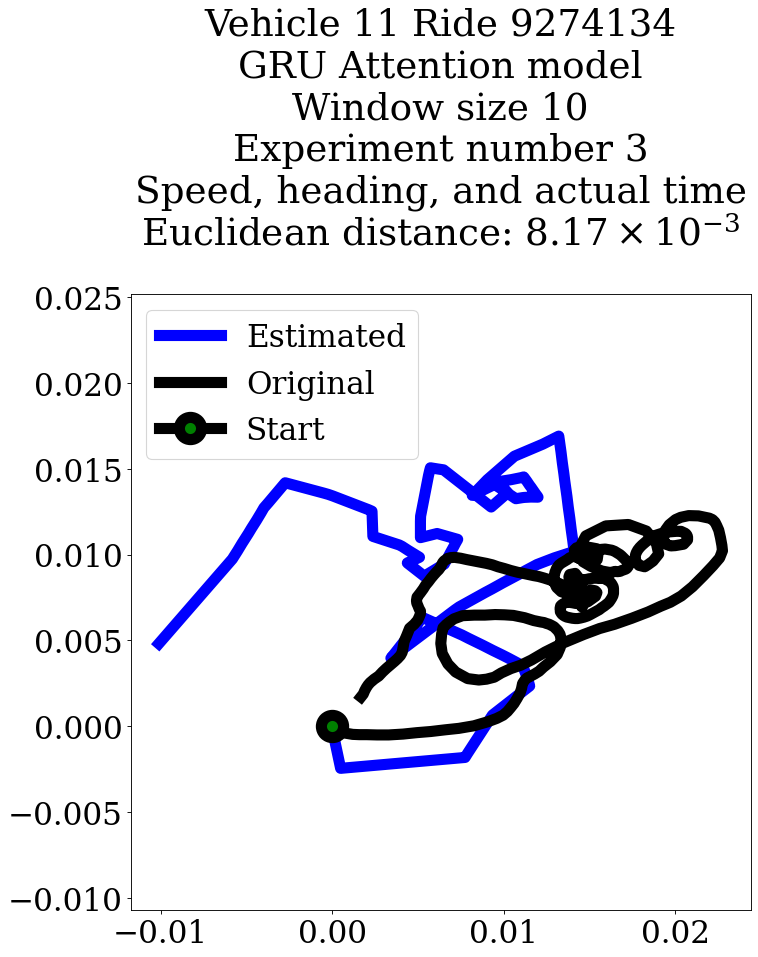 Vehicle 11 Ride 9274134
GRU Attention model
Window size 10
Experiment number 3
Speed, heading, and actual time
Euclidean distance: 8.17 × 10⁻³
0.025
0.020
0.015
0.010
0.005
0.000
−0.005
−0.010
Estimated
Original
Start
−0.01 0.00 0.01 0.02